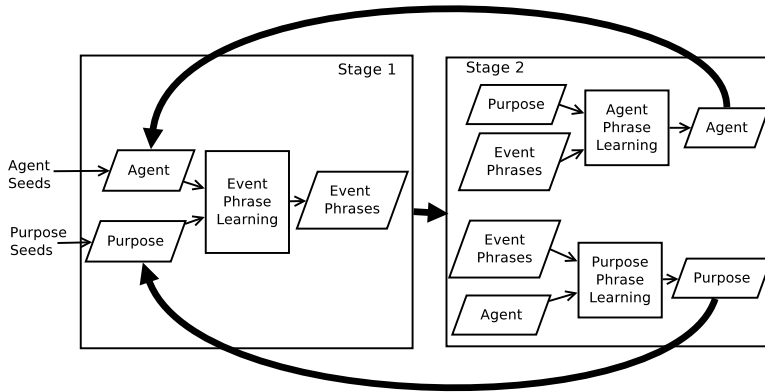 Stage 1
Agent
Seeds
Agent
Purpose
Seeds
Purpose
Event
Phrase
Learning
Event
Phrases
Stage 2
Purpose
Event
Phrases
Agent
Phrase
Learning
Agent
Event
Phrases
Agent
Purpose
Phrase
Learning
Purpose